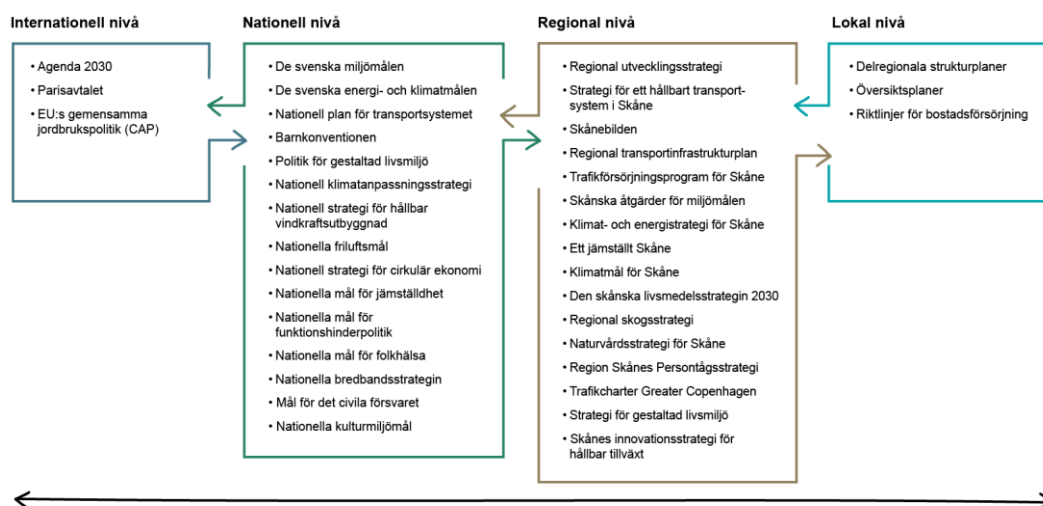 Internationell nivå
• Agenda 2030
• Parisavtalet
• EU:s gemensamma
jordbrukspolitik (CAP)
Nationell nivå
• De svenska miljömålen
• De svenska energi- och klimatmålen
• Nationell plan för transportsystemet
• Barnkonventionen
• Politik för gestaltad livsmiljö
• Nationell klimatanpassningsstrategi
• Nationell strategi för hållbar
vindkraftsutbyggnad
• Nationella friluftsmål
• Nationell strategi för cirkulär ekonomi
• Nationella mål för jämställdhet
• Nationella mål för
funktionshinderpolitik
• Nationella mål för folkhälsa
• Nationella bredbandsstrategin
• Mål för det civila försvaret
• Nationella kulturmiljömål
Regional nivå
• Regional utvecklingsstrategi
• Strategi för ett hållbart transport-
system i Skåne
• Skånebilden
• Regional transportinfrastrukturplan
• Trafikförsörjningsprogram för Skåne
• Skånska åtgärder för miljömålen
• Klimat- och energistrategi för Skåne
• Ett jämställt Skåne
• Klimatmål för Skåne
• Den skånska livsmedelsstrategin 2030
• Regional skogsstrategi
• Naturvårdsstrategi för Skåne
• Region Skånes Persontågsstrategi
• Trafikcharter Greater Copenhagen
• Strategi för gestaltad livsmiljö
• Skånes innovationsstrategi för
hållbar tillväxt
Lokal nivå
• Delregionala strukturplaner
• Översiktsplaner
• Riktlinjer för bostadsförsörjning